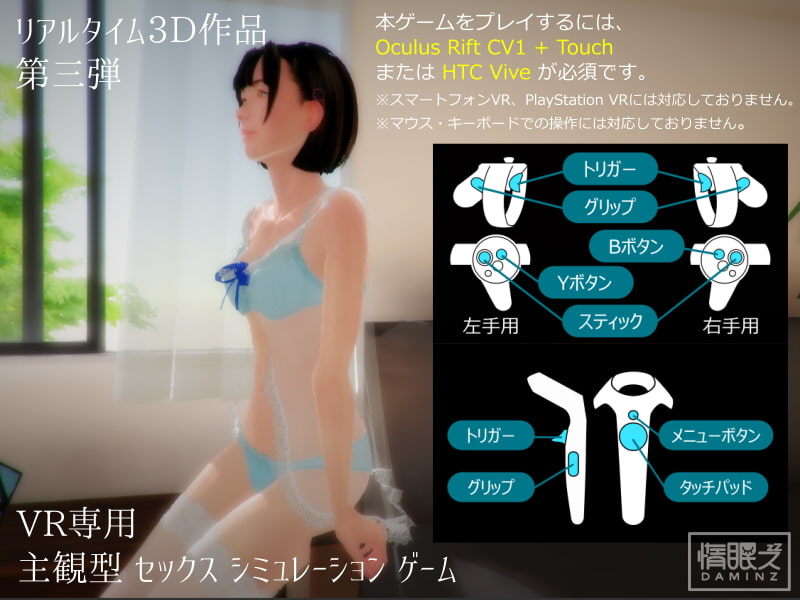 リアルタイム3D作品
第三弾
本ゲームをプレイするには、
Oculus Rift CV1 + Touch
または HTC Vive が必須です。
※スマートフォンVR、PlayStation VRには対応しておりません。
※マウス・キーボードでの操作には対応しておりません。
トリガー
グリップ
Bボタン
Yボタン
スティック
左手用
右手用
トリガー
メニューボタン
グリップ
タッチパッド
VR専用
主観型 セックス シミュレーション ゲーム
惰眠ZZ
DAMINZ